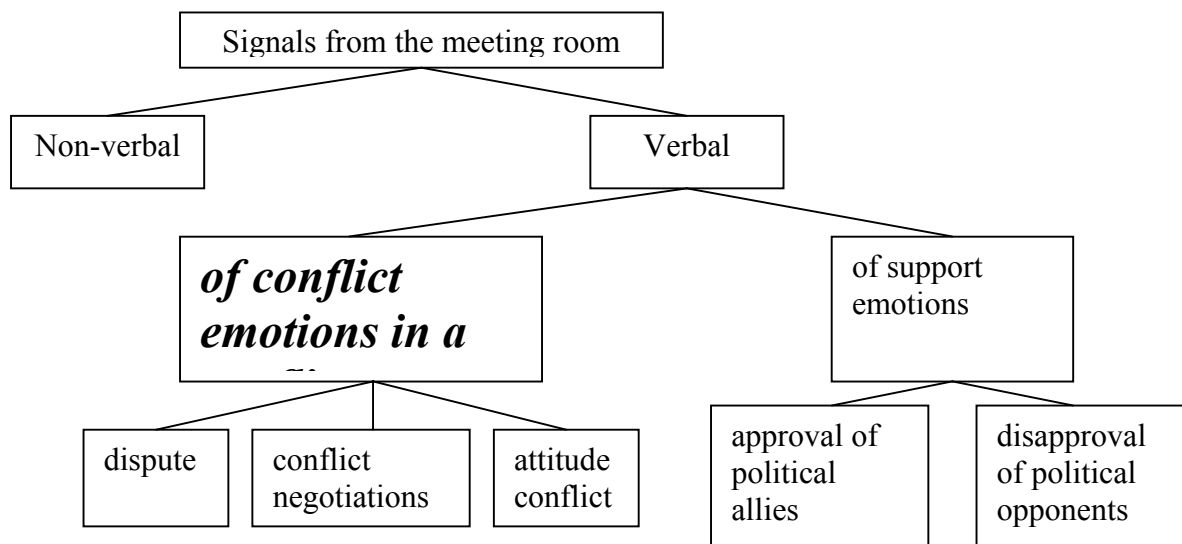 Signals from the meeting room
Non-verbal
Verbal
of conflict
emotions in a
of support
emotions
dispute
conflict
negotiations
attitude
conflict
approval of
political
allies
disapproval
of political
opponents